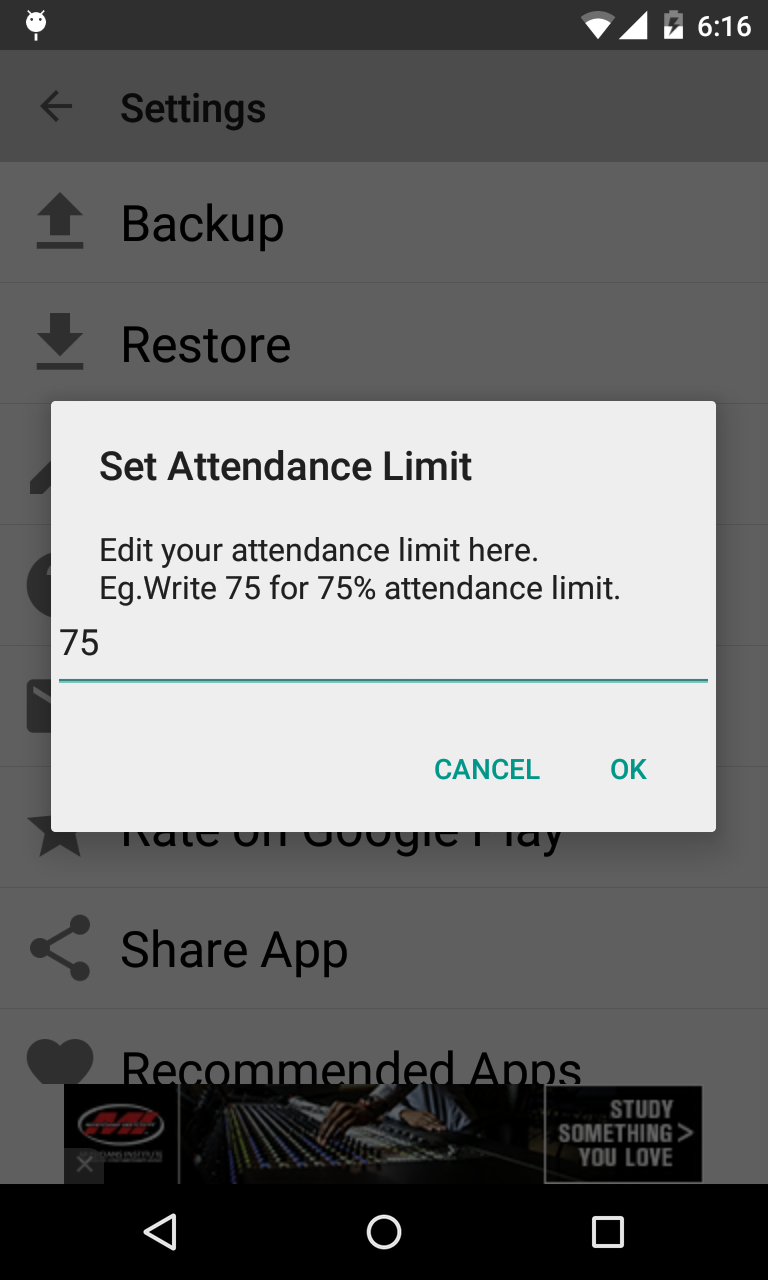 6:16
Settings
Backup
Restore
Set Attendance Limit
Edit your attendance limit here.
Eg.Write 75 for 75% attendance limit.
75
CANCEL
OK
Rate on Google Play
Share App
Recommended Apps
MI
STUDY
SOMETHING >
YOU LOVE